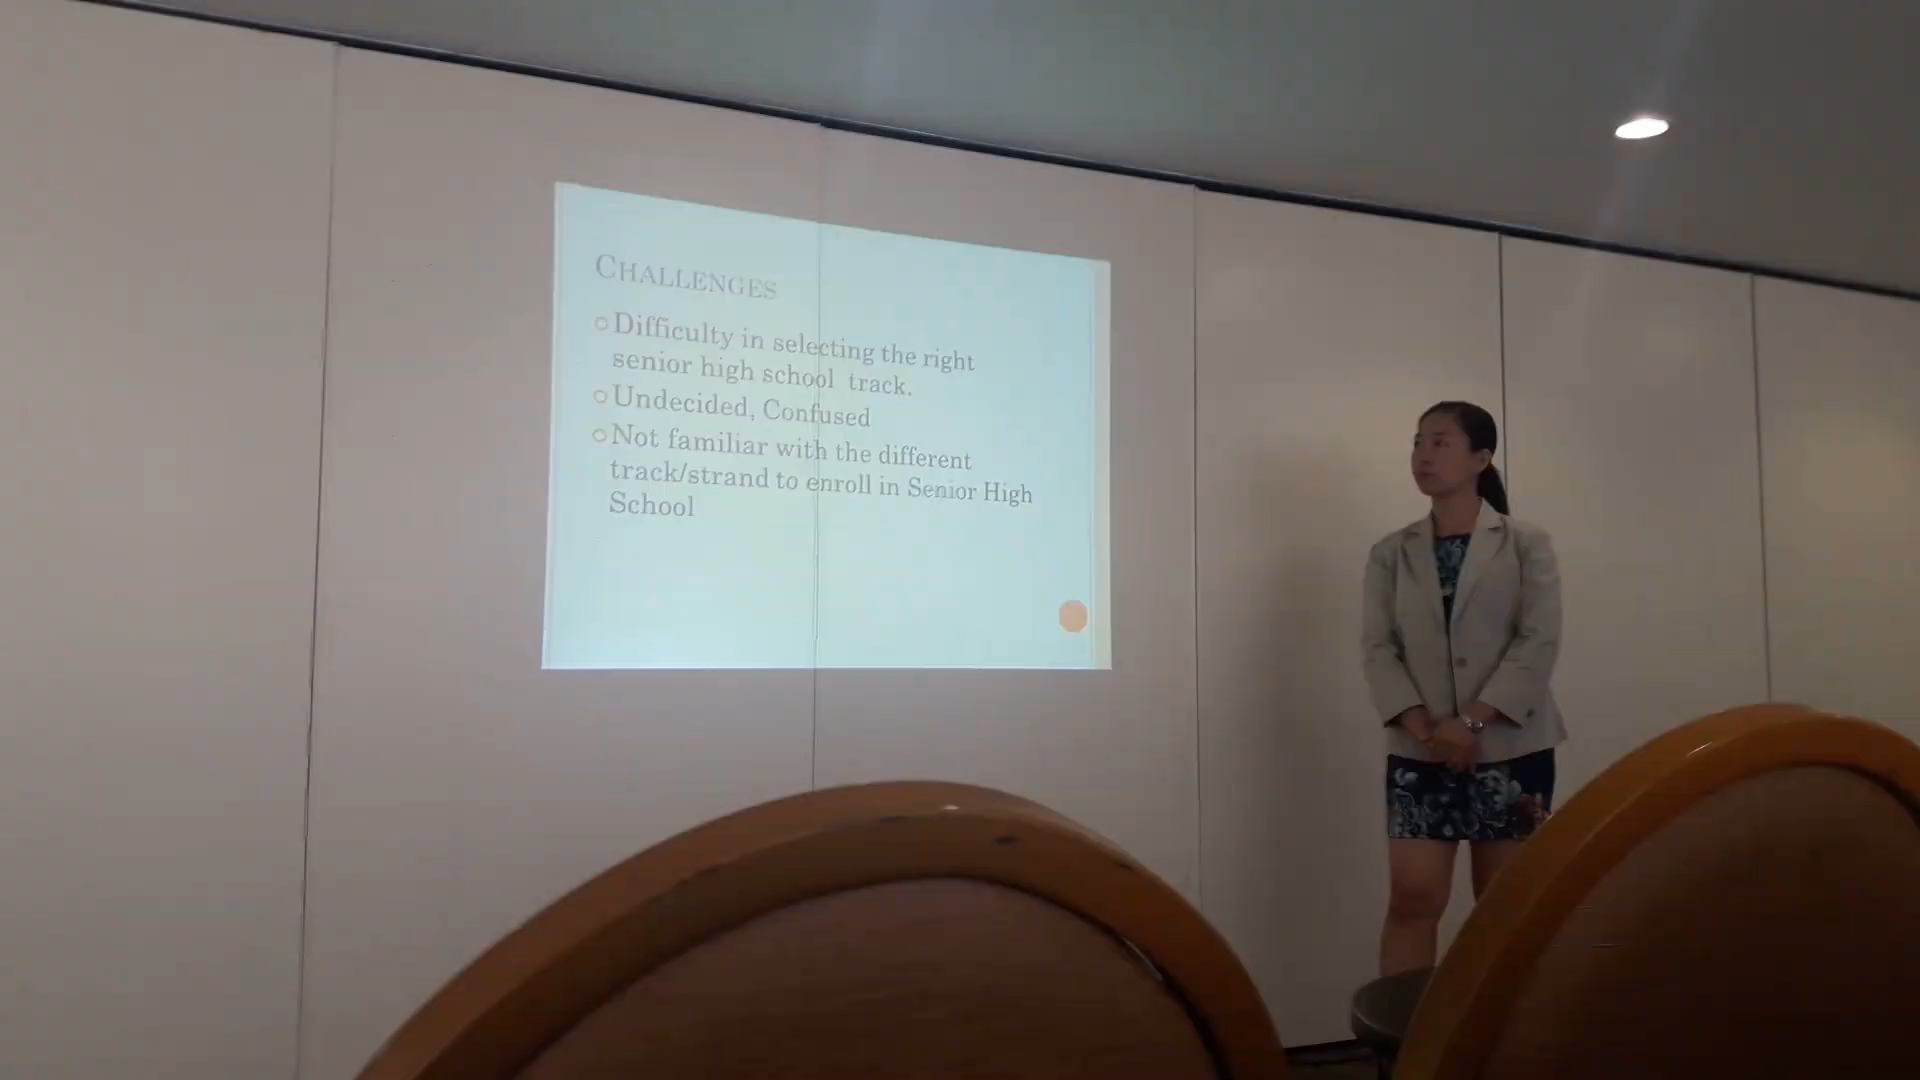 CHALLENGES
Difficulty in selecting the right
senior high school track.
Undecided, Confused
Not familiar with the different
track/strand to enroll in Senior High
School